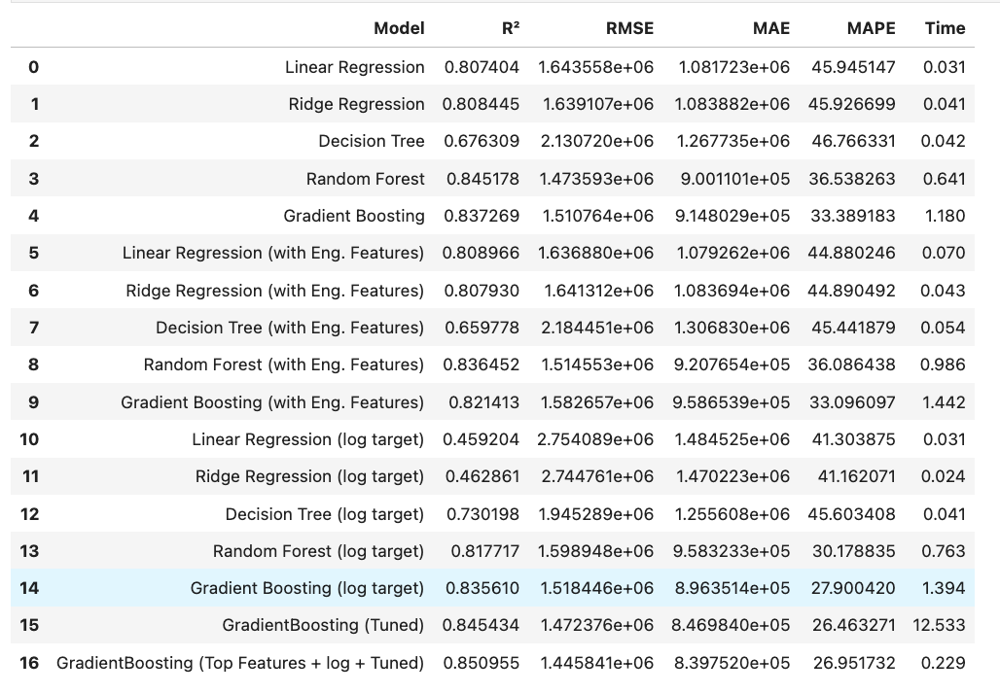 Model R² RMSE MAE MAPE Time
0 Linear Regression 0.807404 1.643558e+06 1.081723e+06 45.945147 0.031
1 Ridge Regression 0.808445 1.639107e+06 1.083882e+06 45.926699 0.041
2 Decision Tree 0.676309 2.130720e+06 1.267735e+06 46.766331 0.042
3 Random Forest 0.845178 1.473593e+06 9.001101e+05 36.538263 0.641
4 Gradient Boosting 0.837269 1.510764e+06 9.148029e+05 33.389183 1.180
5 Linear Regression (with Eng. Features) 0.808966 1.636880e+06 1.079262e+06 44.880246 0.070
6 Ridge Regression (with Eng. Features) 0.807930 1.641312e+06 1.083694e+06 44.890492 0.043
7 Decision Tree (with Eng. Features) 0.659778 2.184451e+06 1.306830e+06 45.441879 0.054
8 Random Forest (with Eng. Features) 0.836452 1.514553e+06 9.207654e+05 36.086438 0.986
9 Gradient Boosting (with Eng. Features) 0.821413 1.582657e+06 9.586539e+05 33.096097 1.442
10 Linear Regression (log target) 0.459204 2.754089e+06 1.484525e+06 41.303875 0.031
11 Ridge Regression (log target) 0.462861 2.744761e+06 1.470223e+06 41.162071 0.024
12 Decision Tree (log target) 0.730198 1.945289e+06 1.255608e+06 45.603408 0.041
13 Random Forest (log target) 0.817717 1.598948e+06 9.583233e+05 30.178835 0.763
14 Gradient Boosting (log target) 0.835610 1.518446e+06 8.963514e+05 27.900420 1.394
15 GradientBoosting (Tuned) 0.845434 1.472376e+06 8.469840e+05 26.463271 12.533
16 GradientBoosting (Top Features + log + Tuned) 0.850955 1.445841e+06 8.397520e+05 26.951732 0.229